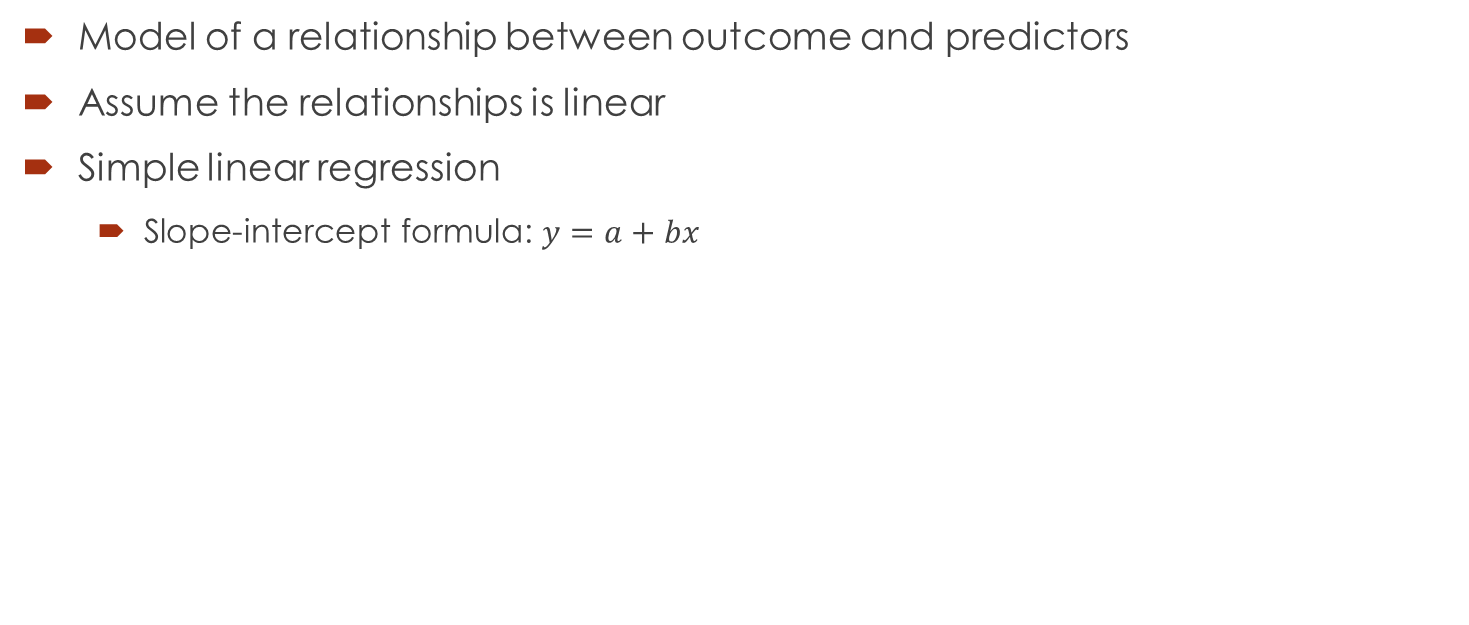 Model of a relationship between outcome and predictors
Assume the relationships is linear
Simple linear regression
Slope-intercept formula: y = a + bx